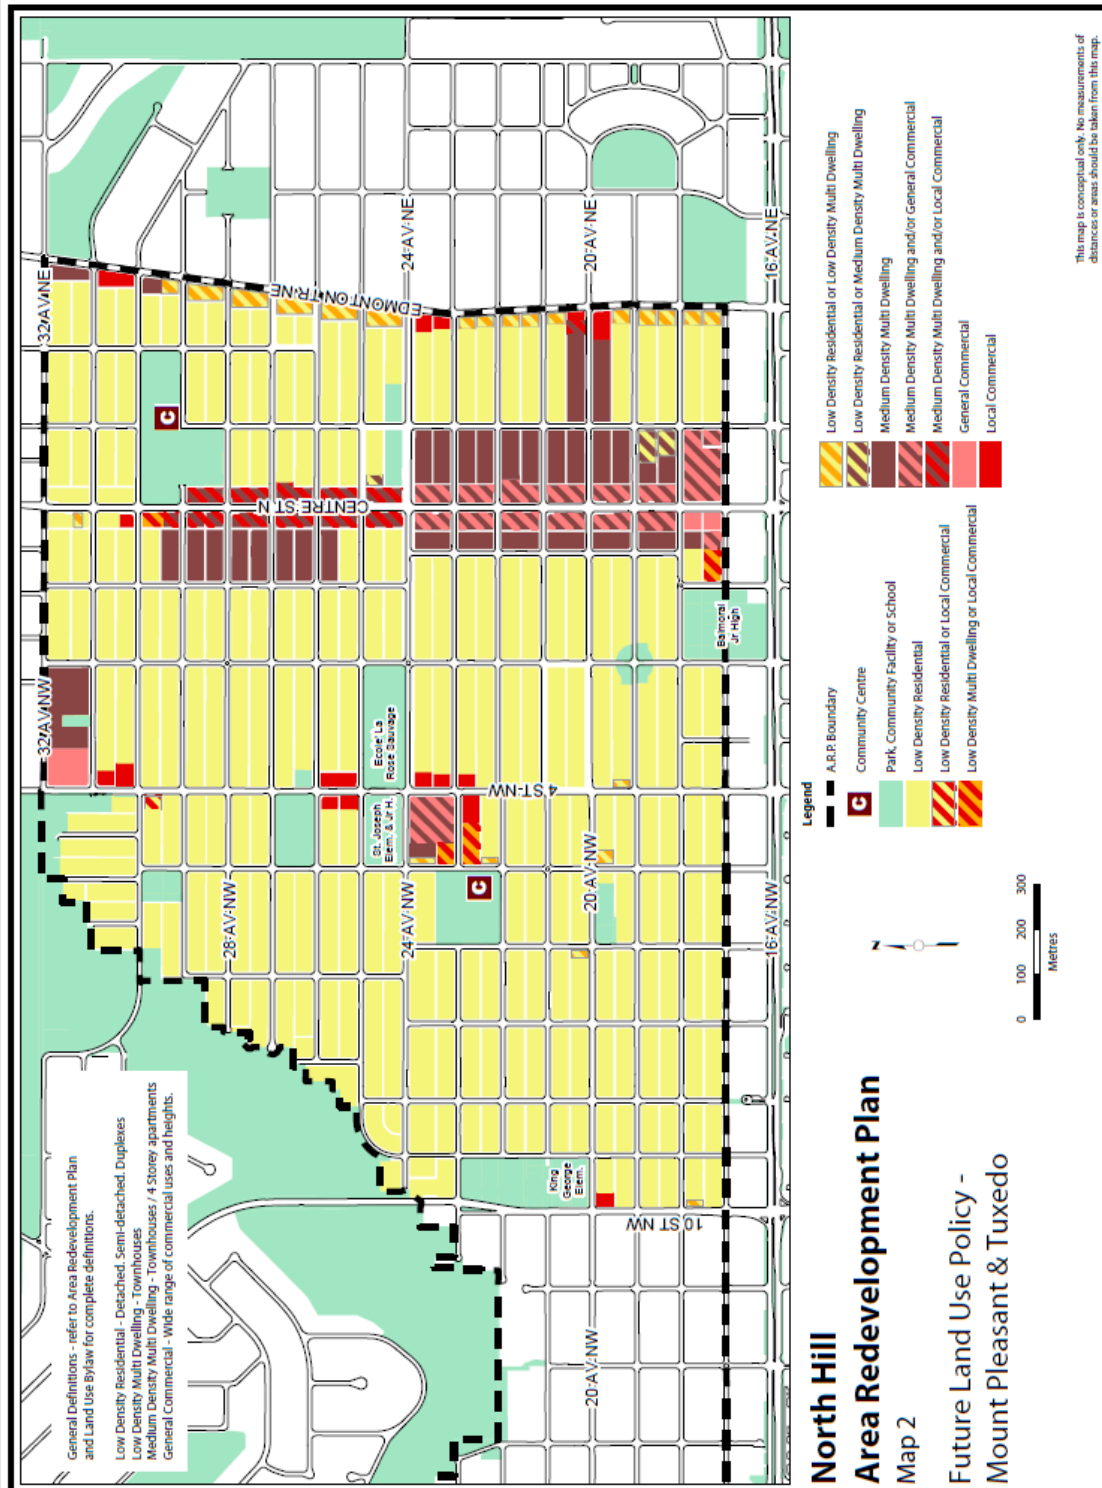 32 AV NE
32 AV NW
EDMONTON TR NE
24 AV NE
20 AV NE
16 AV NE
C
CENTRE ST N
Ecole La
Rose Sauvage
St. Joseph
Elem. & Jr H.
4 ST NW
Balmoral
Jr High
28 AV NW
24 AV NW
C
20 AV NW
16 AV NW
King
George
Elem.
10 ST NW
20 AV NW
General Definitions - refer to Area Redevelopment Plan
and Land Use Bylaw for complete definitions.
Low Density Residential - Detached. Semi-detached. Duplexes
Low Density Multi Dwelling - Townhouses
Medium Density Multi Dwelling - Townhouses / 4 Storey apartments
General Commercial - Wide range of commercial uses and heights.
North Hill
Area Redevelopment Plan
Map 2
Future Land Use Policy -
Mount Pleasant & Tuxedo
N
0 100 200 300
Metres
Legend
A.R.P. Boundary
C Community Centre
Park, Community Facility or School
Low Density Residential
Low Density Residential or Local Commercial
Low Density Multi Dwelling or Local Commercial
Low Density Residential or Low Density Multi Dwelling
Low Density Residential or Medium Density Multi Dwelling
Medium Density Multi Dwelling
Medium Density Multi Dwelling and/or General Commercial
Medium Density Multi Dwelling and/or Local Commercial
General Commercial
Local Commercial
This map is conceptual only. No measurements of
distances or areas should be taken from this map.